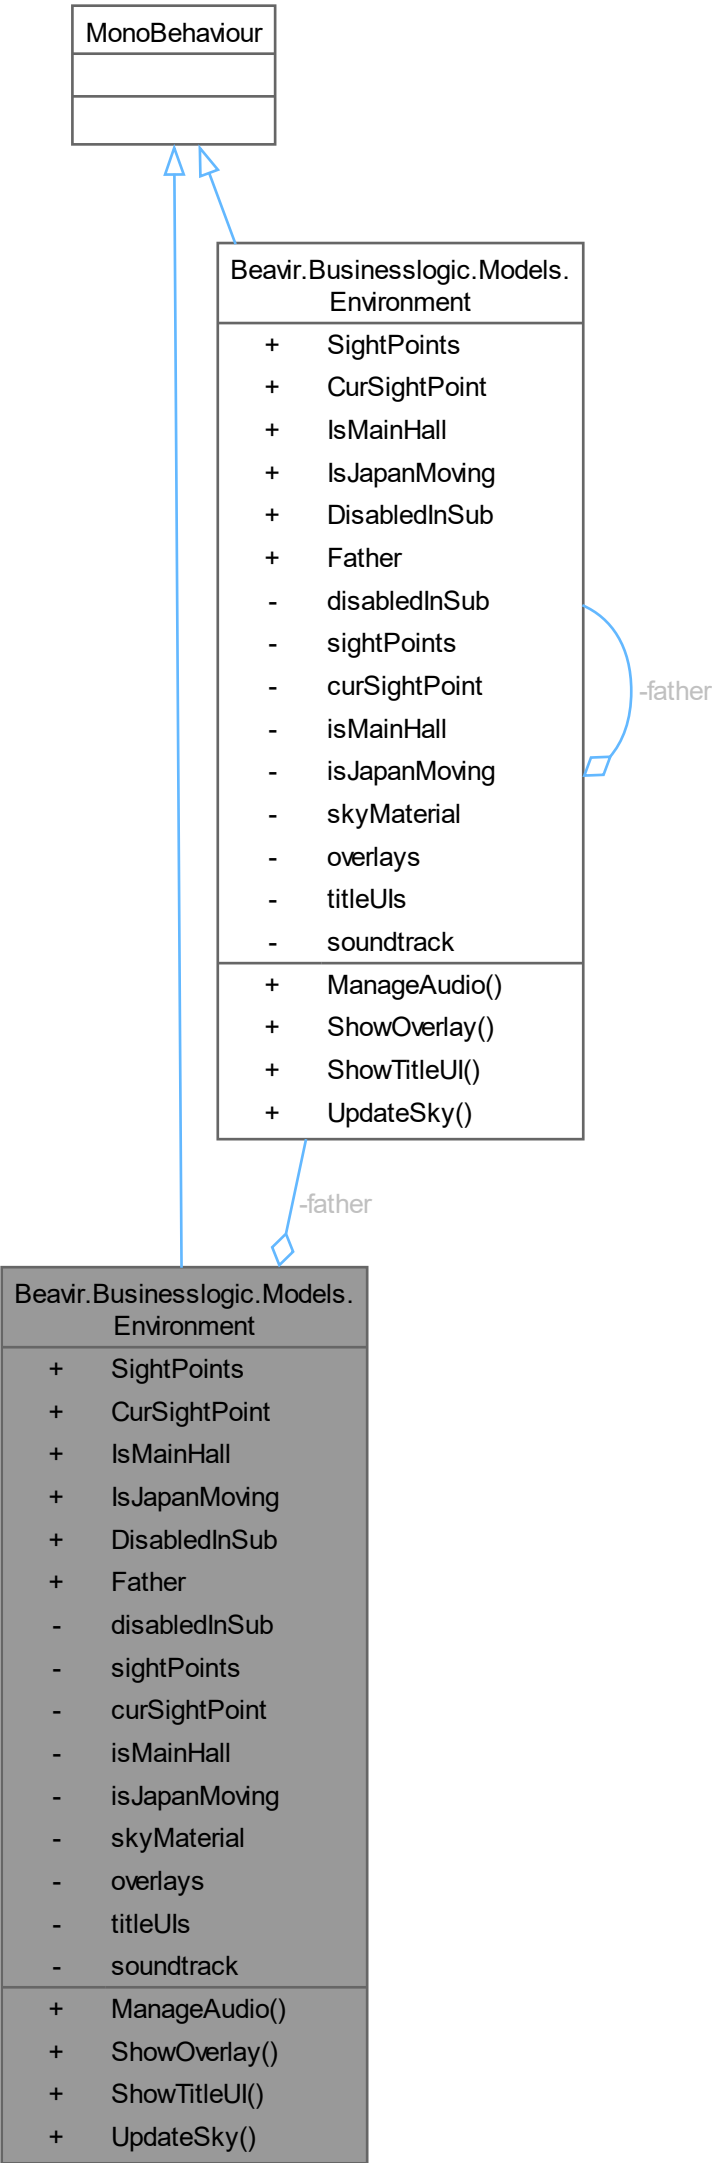 MonoBehaviour
Beavir.Businesslogic.Models.
Environment
+ SightPoints
+ CurSightPoint
+ IsMainHall
+ IsJapanMoving
+ DisabledInSub
+ Father
- disabledInSub
- sightPoints
- curSightPoint
- isMainHall
- isJapanMoving
- skyMaterial
- overlays
- titleUIs
- soundtrack
+ ManageAudio()
+ ShowOverlay()
+ ShowTitleUI()
+ UpdateSky()
-father
-father
Beavir.Businesslogic.Models.
Environment
+ SightPoints
+ CurSightPoint
+ IsMainHall
+ IsJapanMoving
+ DisabledInSub
+ Father
- disabledInSub
- sightPoints
- curSightPoint
- isMainHall
- isJapanMoving
- skyMaterial
- overlays
- titleUIs
- soundtrack
+ ManageAudio()
+ ShowOverlay()
+ ShowTitleUI()
+ UpdateSky()